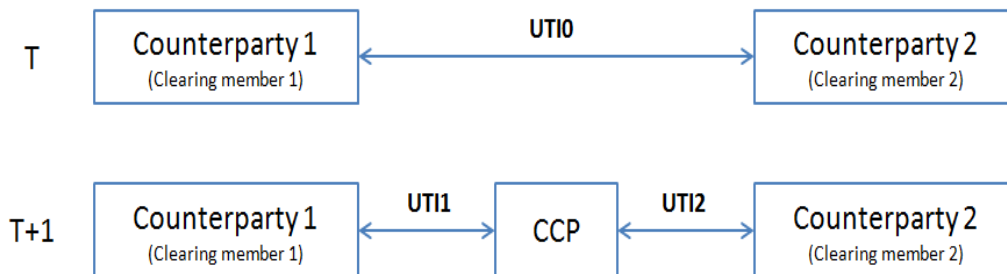 T
Counterparty 1
(Clearing member 1)
UTI0
Counterparty 2
(Clearing member 2)
T+1
Counterparty 1
(Clearing member 1)
UTI1
CCP
UTI2
Counterparty 2
(Clearing member 2)